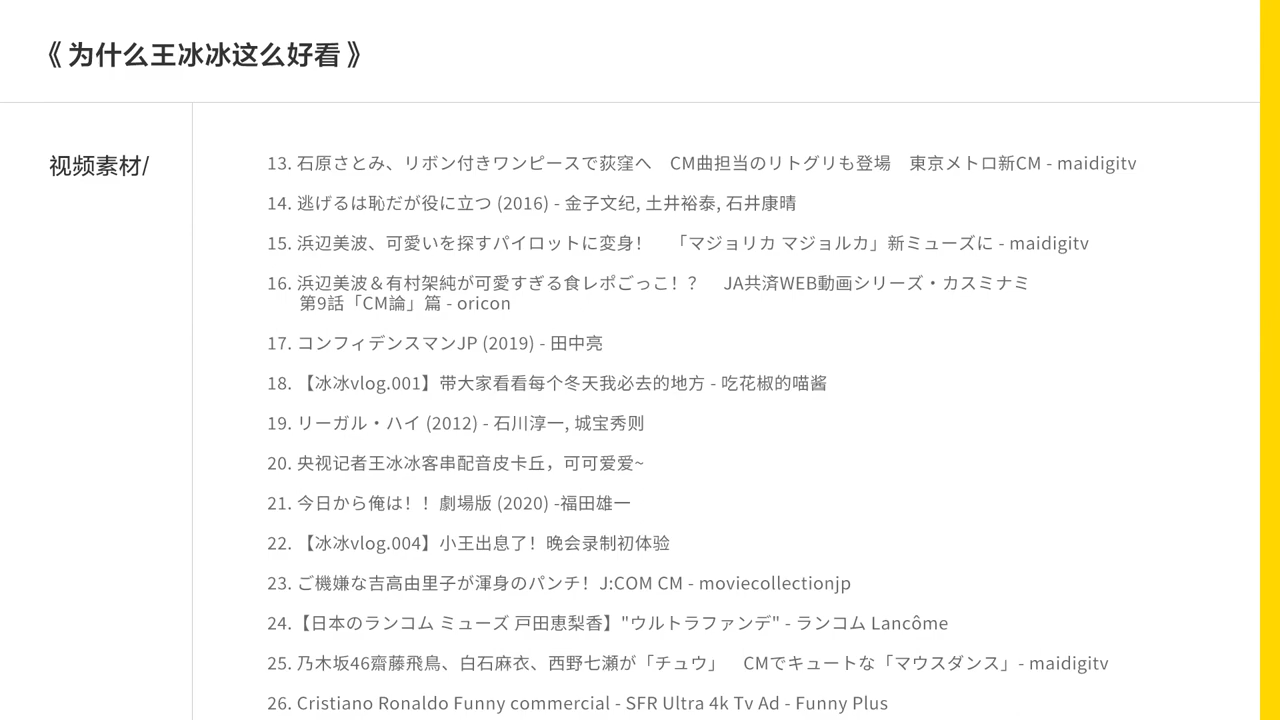 《为什么王冰冰这么好看》
视频素材/
13. 石原さとみ、リボン付きワンピースで荻窪へ　CM曲担当のリトグリも登場　東京メトロ新CM - maidigitv
14. 逃げるは恥だが役に立つ (2016) - 金子文纪, 土井裕泰, 石井康晴
15. 浜辺美波、可愛いを探すパイロットに変身！　「マジョリカ マジョルカ」新ミューズに - maidigitv
16. 浜辺美波＆有村架純が可愛すぎる食レポごっこ！？　JA共済WEB動画シリーズ・カスミナミ
第9話「CM論」篇 - oricon
17. コンフィデンスマンJP (2019) - 田中亮
18. 【冰冰vlog.001】带大家看看每个冬天我必去的地方 - 吃花椒的喵酱
19. リーガル・ハイ (2012) - 石川淳一, 城宝秀则
20. 央视记者王冰冰客串配音皮卡丘，可可爱爱~
21. 今日から俺は！！劇場版 (2020) -福田雄一
22. 【冰冰vlog.004】小王出息了！晚会录制初体验
23. ご機嫌な吉高由里子が渾身のパンチ！J:COM CM - moviecollectionjp
24.【日本のランコム ミューズ 戸田恵梨香】"ウルトラファンデ" - ランコム Lancôme
25. 乃木坂46齋藤飛鳥、白石麻衣、西野七瀬が「チュウ」　CMでキュートな「マウスダンス」- maidigitv
26. Cristiano Ronaldo Funny commercial - SFR Ultra 4k Tv Ad - Funny Plus